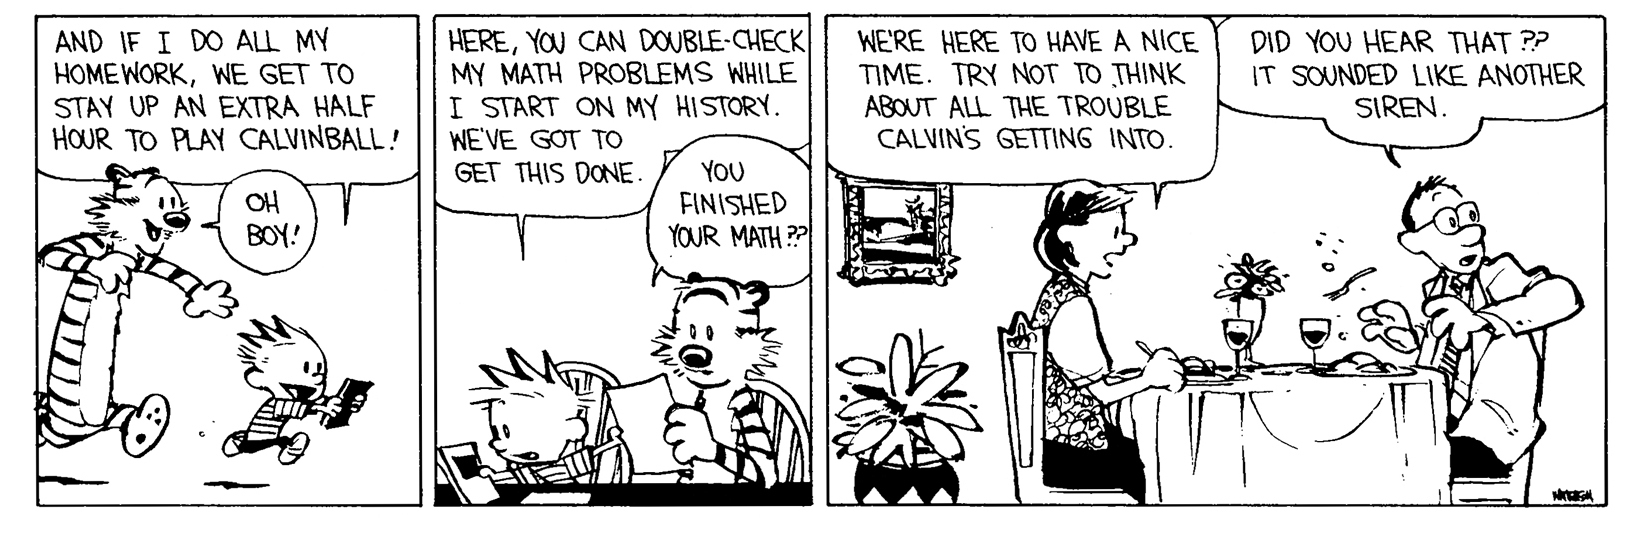 AND IF I DO ALL MY
HOMEWORK, WE GET TO
STAY UP AN EXTRA HALF
HOUR TO PLAY CALVINBALL!
OH
BOY!
HERE, YOU CAN DOUBLE-CHECK
MY MATH PROBLEMS WHILE
I START ON MY HISTORY.
WE'VE GOT TO
GET THIS DONE.
YOU
FINISHED
YOUR MATH??
WE'RE HERE TO HAVE A NICE
TIME. TRY NOT TO THINK
ABOUT ALL THE TROUBLE
CALVIN'S GETTING INTO.
DID YOU HEAR THAT??
IT SOUNDED LIKE ANOTHER
SIREN.